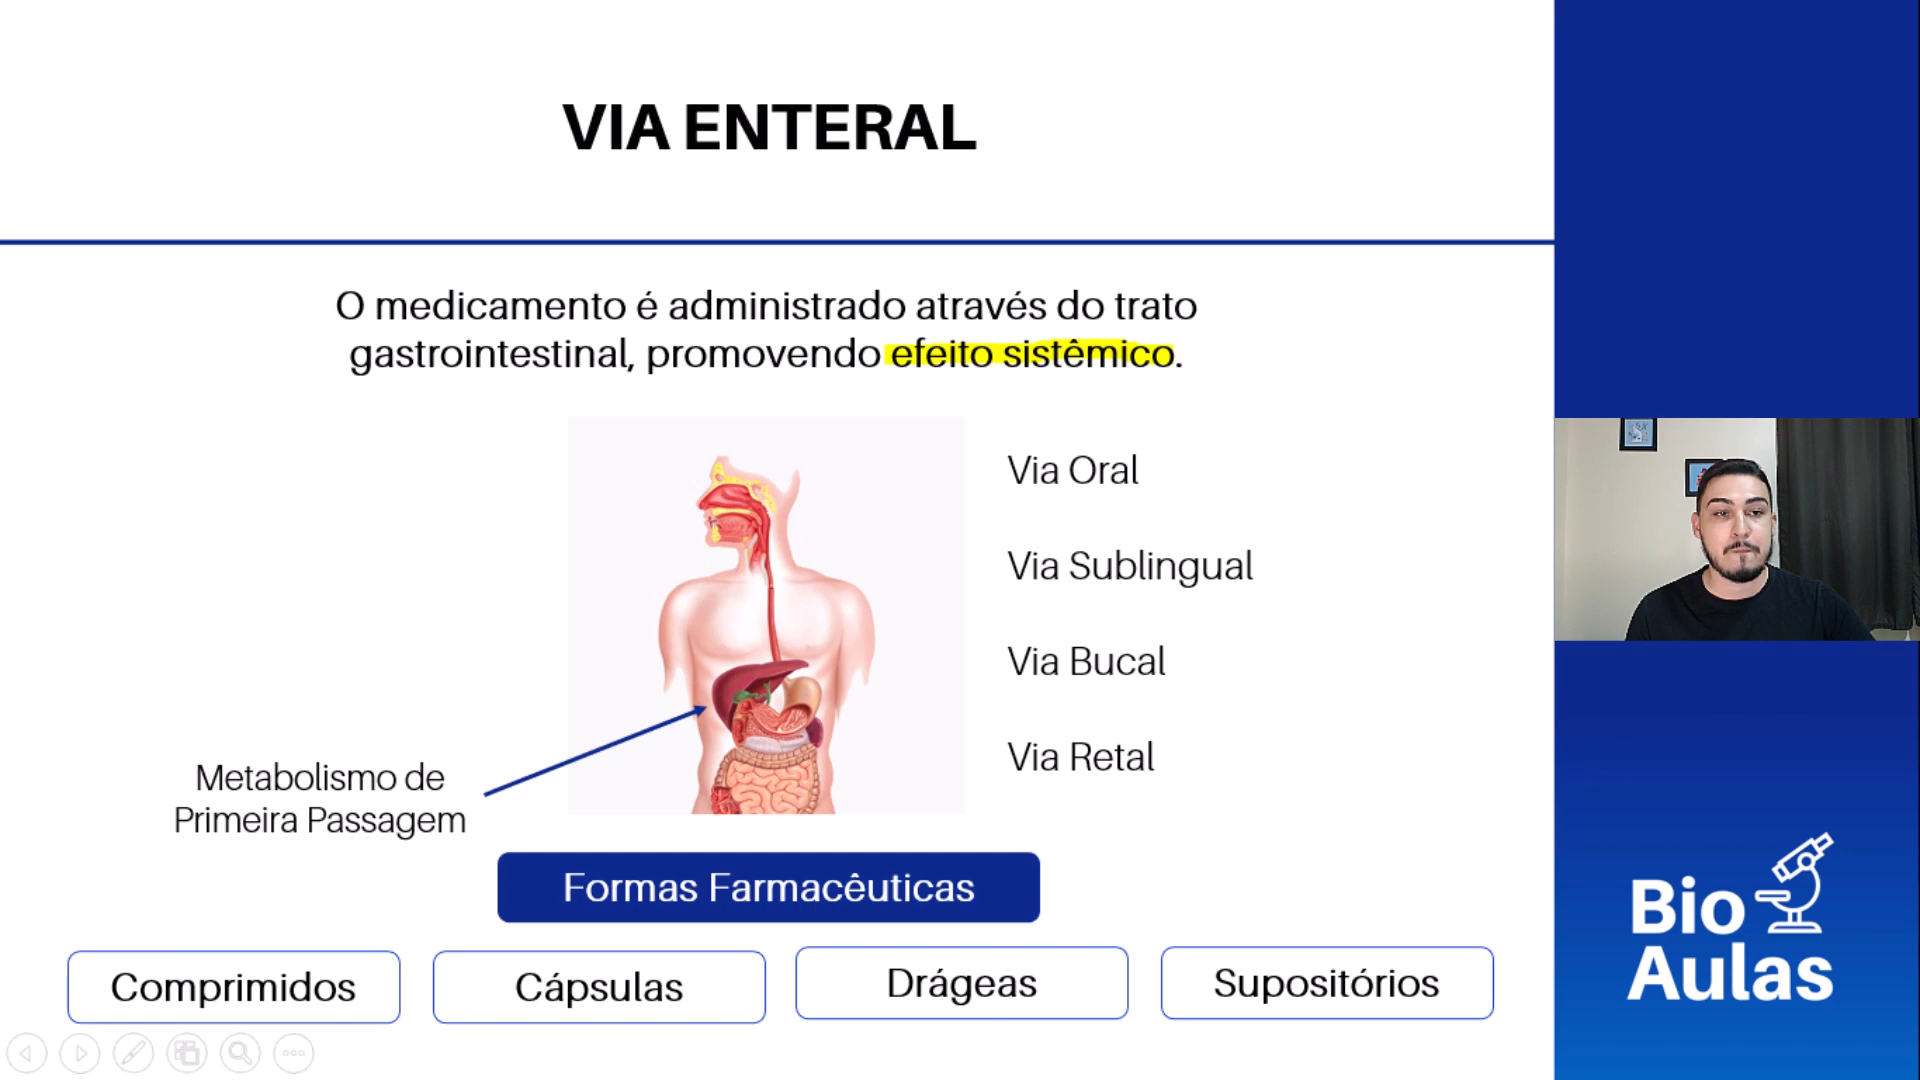 VIA ENTERAL
O medicamento é administrado através do trato
gastrointestinal, promovendo efeito sistêmico.
Via Oral
Via Sublingual
Via Bucal
Via Retal
Metabolismo de
Primeira Passagem
Formas Farmacêuticas
Comprimidos
Cápsulas
Drágeas
Supositórios
Bio
Aulas